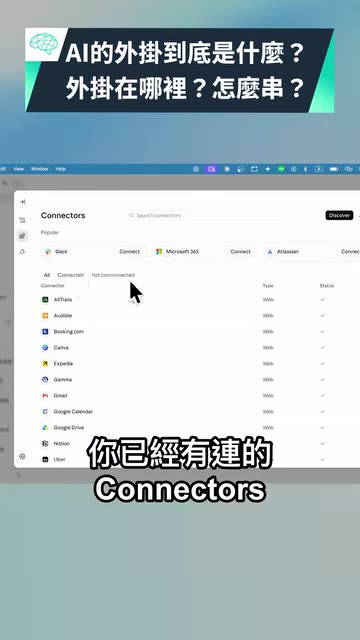 AI的外掛到底是什麼？
外掛在哪裡？怎麼串？
View Window Help
Connectors
Search connectors
Discover
Popular
Slack Connect Microsoft 365 Connect Atlassian Connec
All Connected Not connected
Connector Type Status
AllTrails Web
Audible Web
Booking.com Web
Canva Web
Expedia Web
Gamma Web
Gmail Web
Google Calendar Web
Google Drive Web
Notion Web
Uber Web
你已經有連的
Connectors